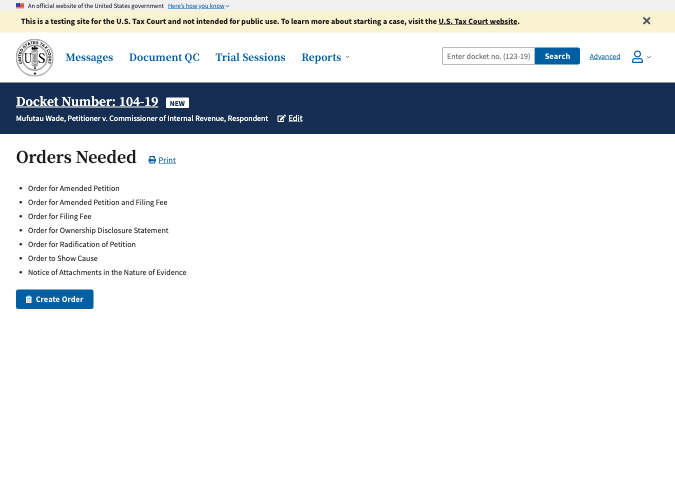 An official website of the United States government Here's how you know
This is a testing site for the U.S. Tax Court and not intended for public use. To learn more about starting a case, visit the U.S. Tax Court website.
Messages Document QC Trial Sessions Reports Enter docket no. (123-19) Search Advanced
Docket Number: 104-19 NEW
Mufutau Wade, Petitioner v. Commissioner of Internal Revenue, Respondent Edit
Orders Needed Print
Order for Amended Petition
Order for Amended Petition and Filing Fee
Order for Filing Fee
Order for Ownership Disclosure Statement
Order for Radification of Petition
Order to Show Cause
Notice of Attachments in the Nature of Evidence
Create Order